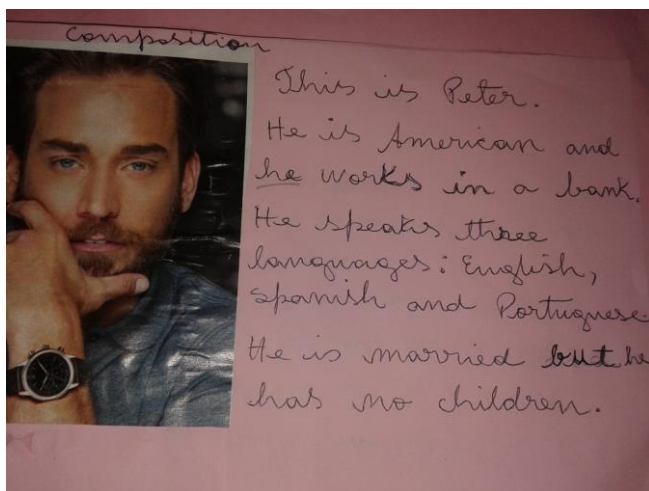 Composition
This is Peter.
He is American and
he works in a bank.
He speaks three
languages: English,
spanish and Portuguese.
He is married but he
has no children.